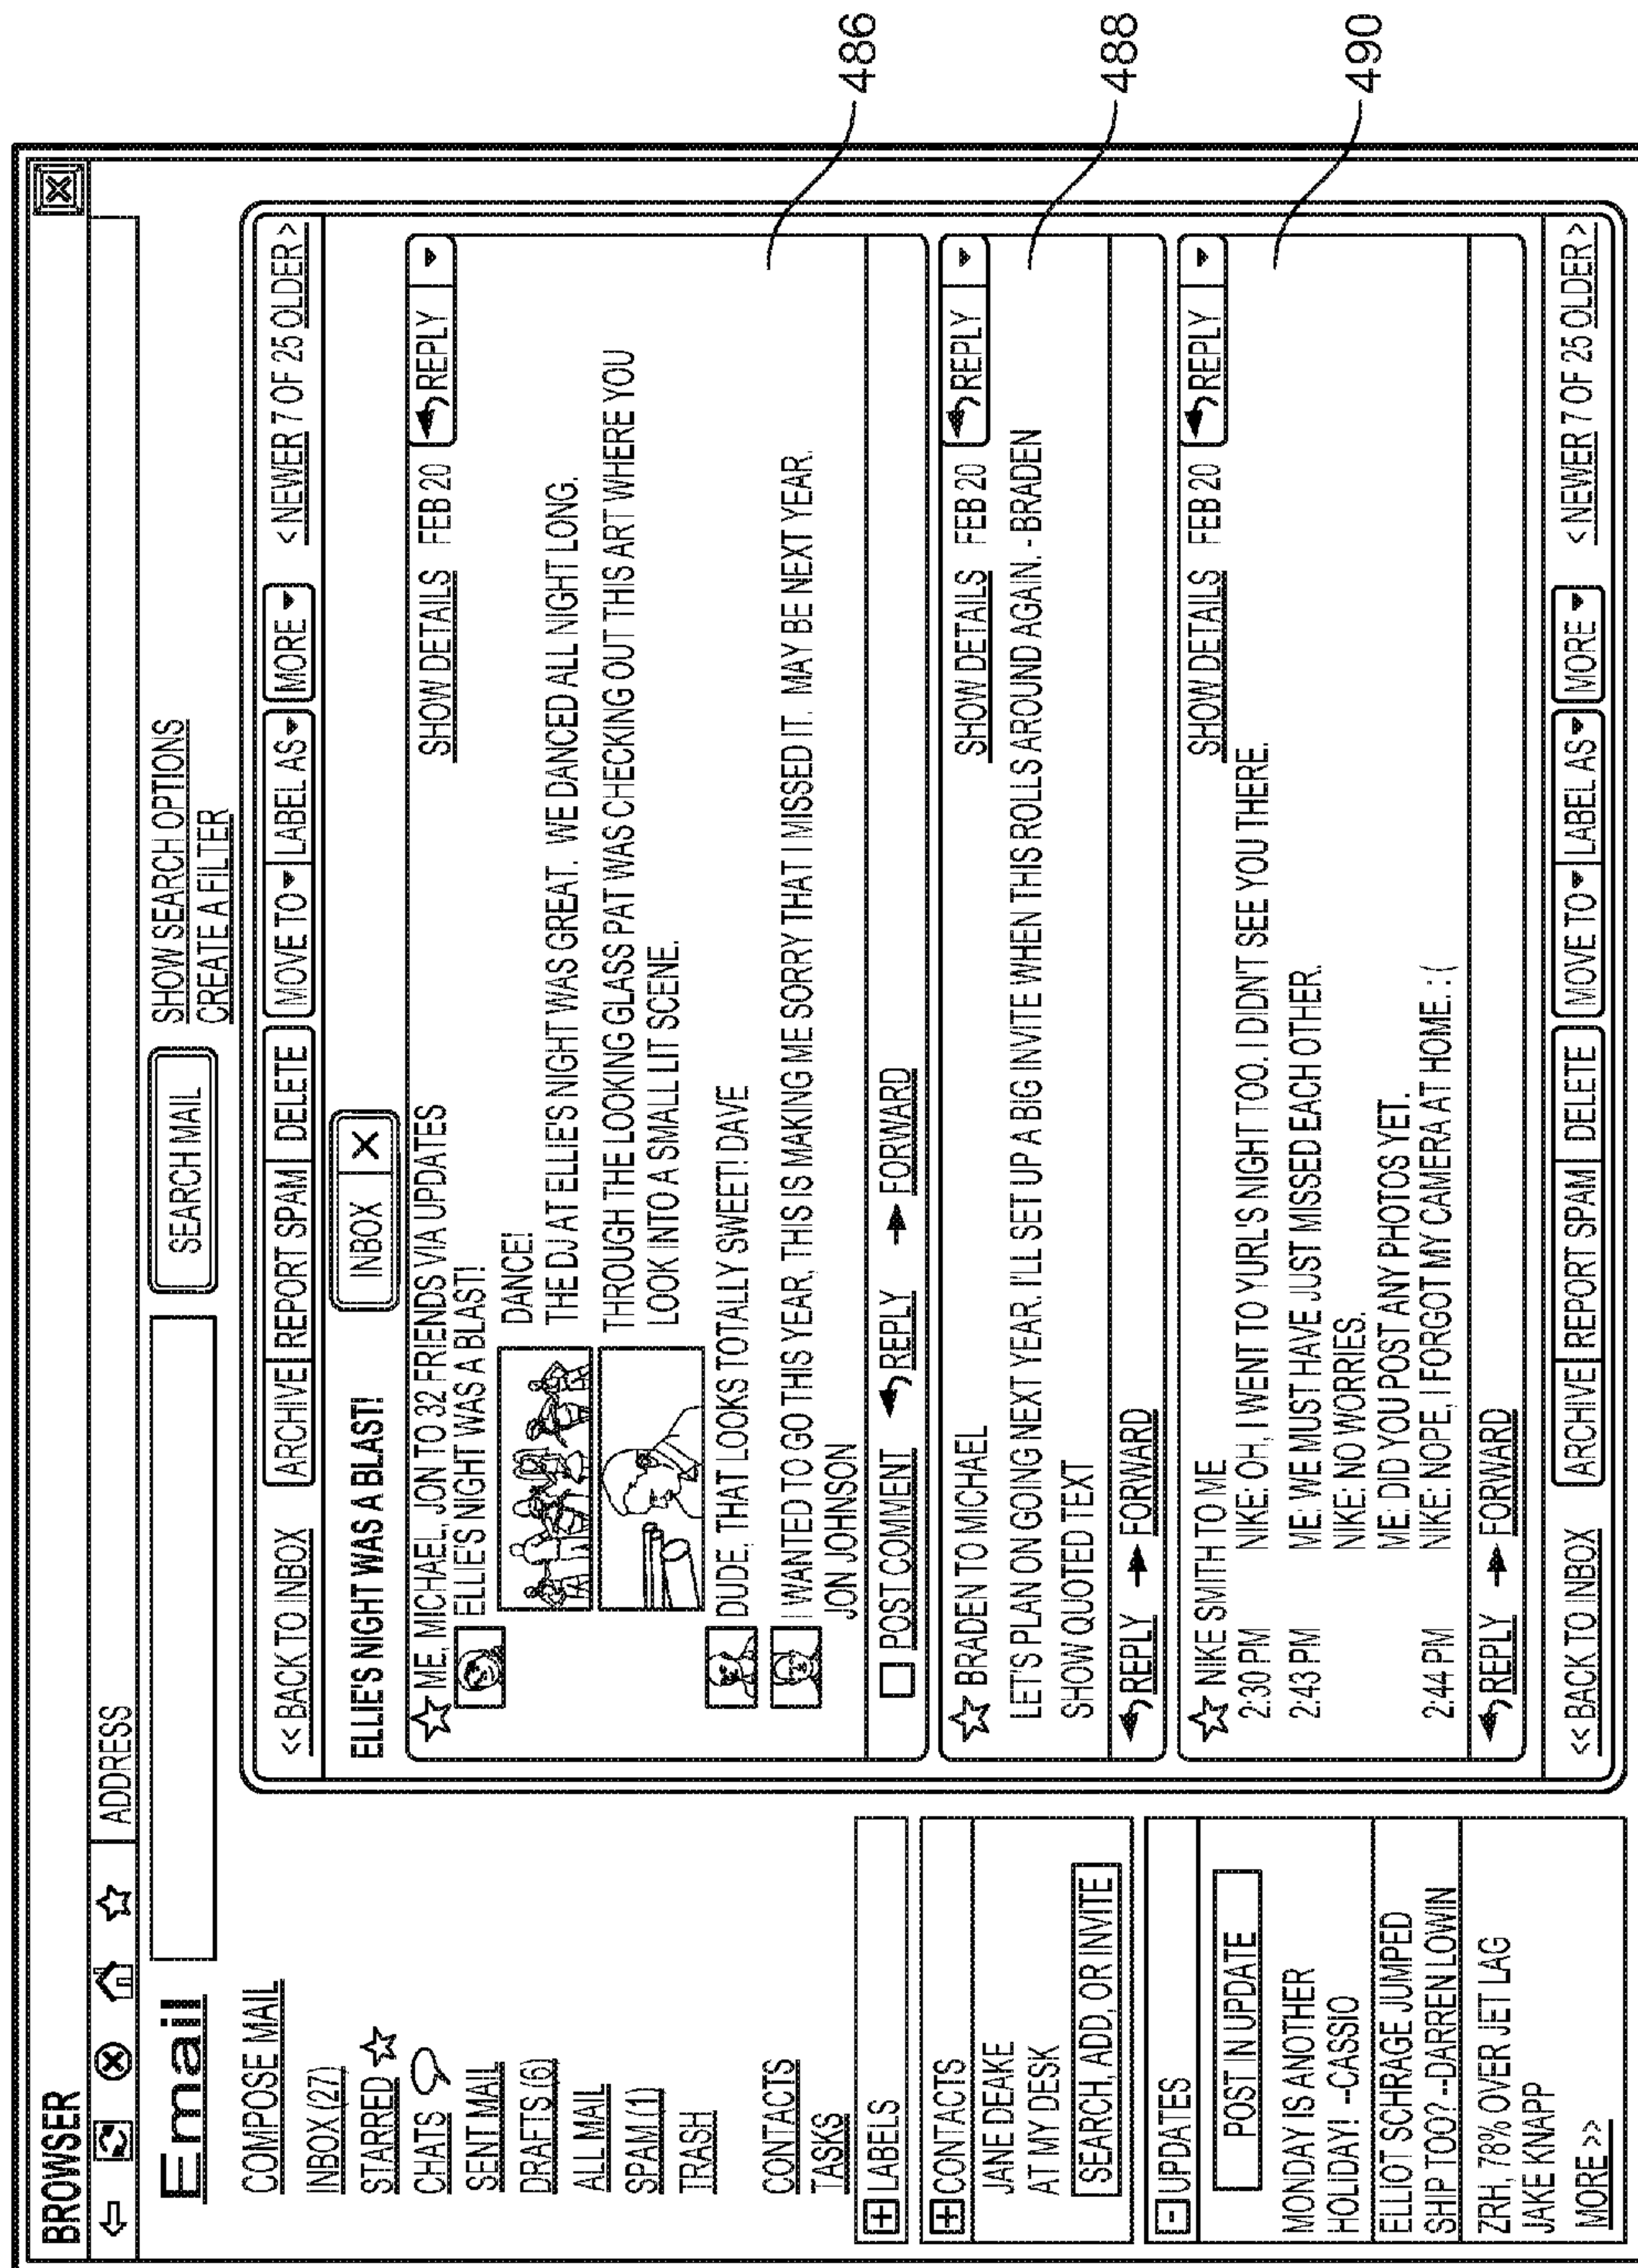 BROWSER
ADDRESS
Email
SEARCH MAIL
SHOW SEARCH OPTIONS
CREATE A FILTER
COMPOSE MAIL
INBOX (27)
STARRED
CHATS
SENT MAIL
DRAFTS (6)
ALL MAIL
SPAM (1)
TRASH
CONTACTS
TASKS
LABELS
CONTACTS
JANE DEAKE
AT MY DESK
SEARCH, ADD, OR INVITE
UPDATES
POST IN UPDATE
MONDAY IS ANOTHER
HOLIDAY! --CASSIO
ELLIOT SCHRAGE JUMPED
SHIP TOO? --DARREN LOWIN
ZRH, 78% OVER JET LAG
JAKE KNAPP
MORE >>
<< BACK TO INBOX ARCHIVE REPORT SPAM DELETE MOVE TO LABEL AS MORE < NEWER 7 OF 25 OLDER >
ELLIE'S NIGHT WAS A BLAST! INBOX X
ME, MICHAEL, JON TO 32 FRIENDS VIA UPDATES SHOW DETAILS FEB 20 REPLY
ELLIE'S NIGHT WAS A BLAST!
DANCE!
THE DJ AT ELLIE'S NIGHT WAS GREAT. WE DANCED ALL NIGHT LONG.
THROUGH THE LOOKING GLASS PAT WAS CHECKING OUT THIS ART WHERE YOU
LOOK INTO A SMALL LIT SCENE.
DUDE, THAT LOOKS TOTALLY SWEET! DAVE
I WANTED TO GO THIS YEAR, THIS IS MAKING ME SORRY THAT I MISSED IT. MAY BE NEXT YEAR.
JON JOHNSON
POST COMMENT REPLY FORWARD
486
BRADEN TO MICHAEL SHOW DETAILS FEB 20 REPLY
LET'S PLAN ON GOING NEXT YEAR. I'LL SET UP A BIG INVITE WHEN THIS ROLLS AROUND AGAIN. - BRADEN
SHOW QUOTED TEXT
REPLY FORWARD
488
NIKE SMITH TO ME SHOW DETAILS FEB 20 REPLY
2:30 PM NIKE: OH, I WENT TO YURL'S NIGHT TOO. I DIDN'T SEE YOU THERE.
2:43 PM ME: WE MUST HAVE JUST MISSED EACH OTHER.
NIKE: NO WORRIES.
ME: DID YOU POST ANY PHOTOS YET.
2:44 PM NIKE: NOPE, I FORGOT MY CAMERA AT HOME. : (
REPLY FORWARD
490
<< BACK TO INBOX ARCHIVE REPORT SPAM DELETE MOVE TO LABEL AS MORE < NEWER 7 OF 25 OLDER >